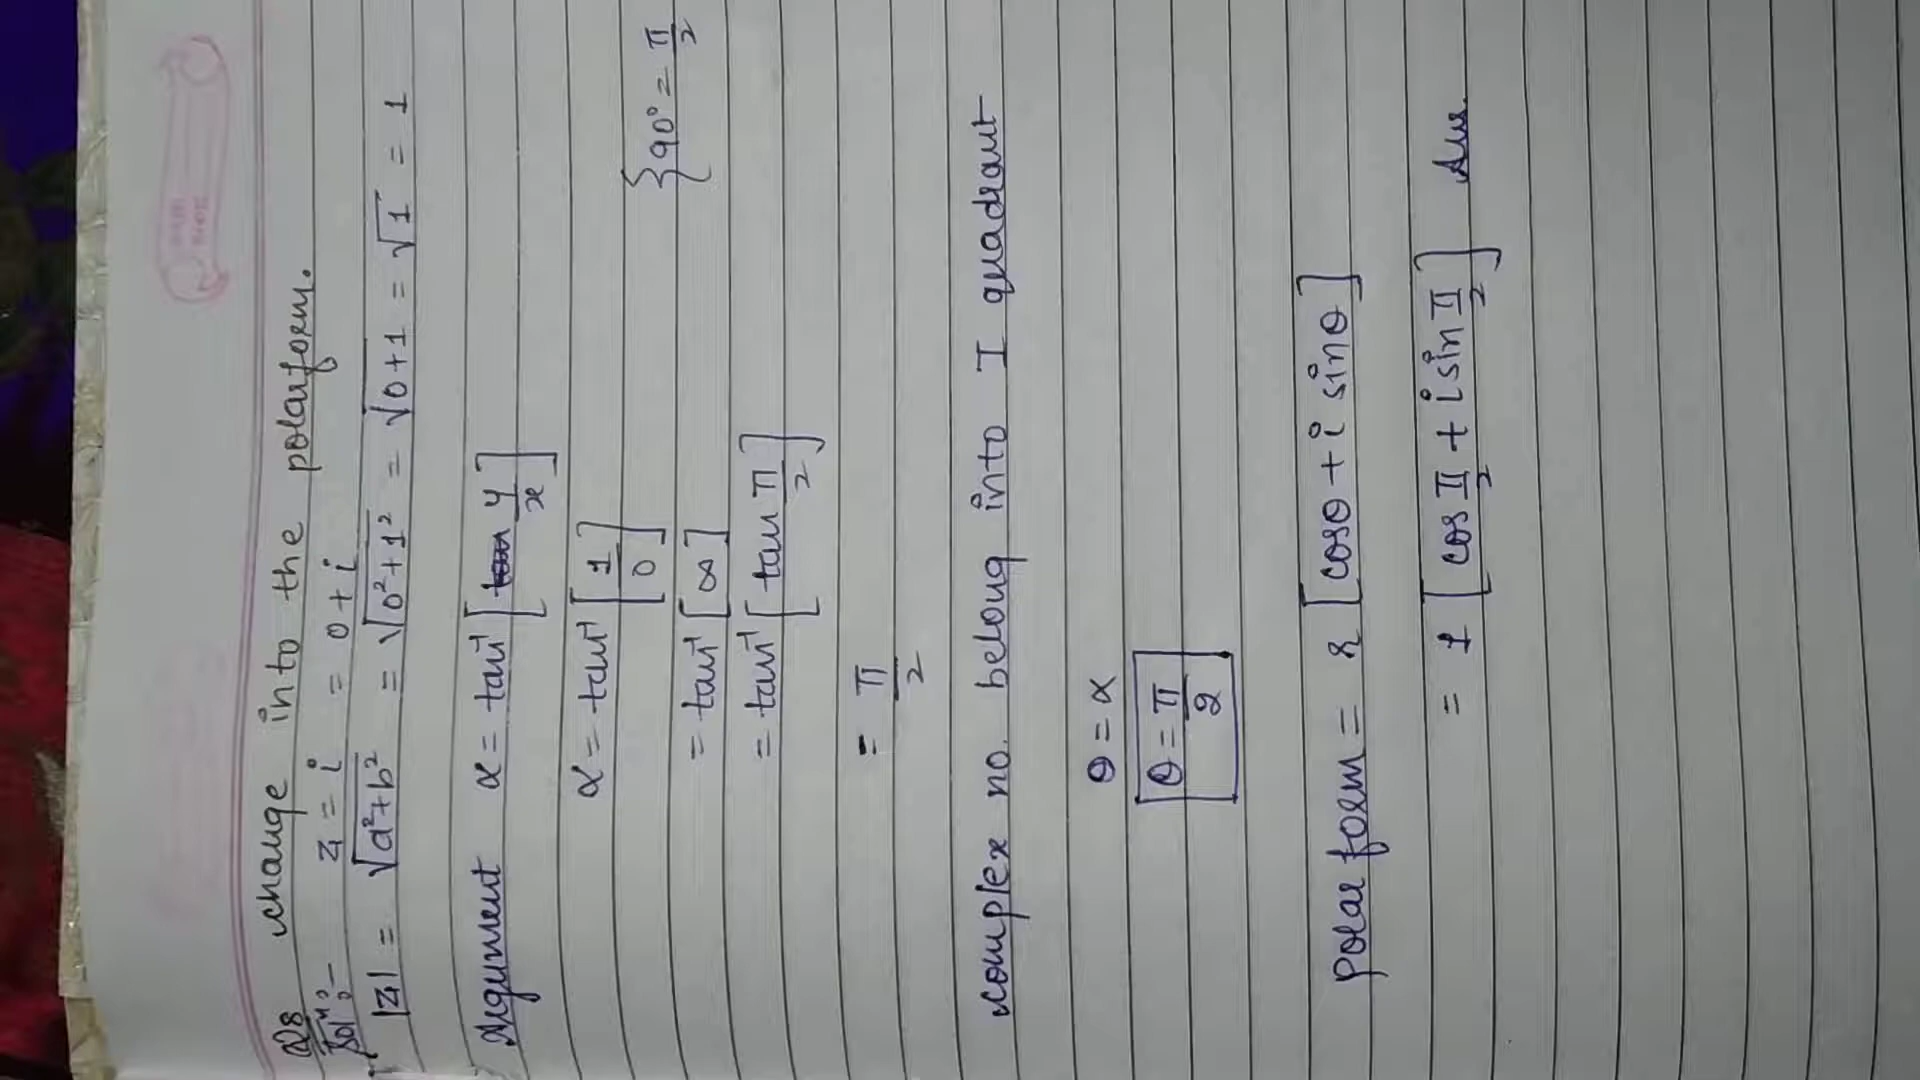 Q8 change into the polar form.
Solⁿ:- z = i = 0 + i
|z| = √a²+b² = √0²+1² = √0+1 = √1 = 1
Argument α = tan⁻¹ [y/x]
α = tan⁻¹ [1/0]
= tan⁻¹ [∞] {90° = π/2
= tan⁻¹ [tan π/2]
= π/2
complex no. belong into I quadrant
θ = α
θ = π/2
Polar form = r [cosθ + i sinθ]
= 1 [cos π/2 + i sin π/2] Ans.